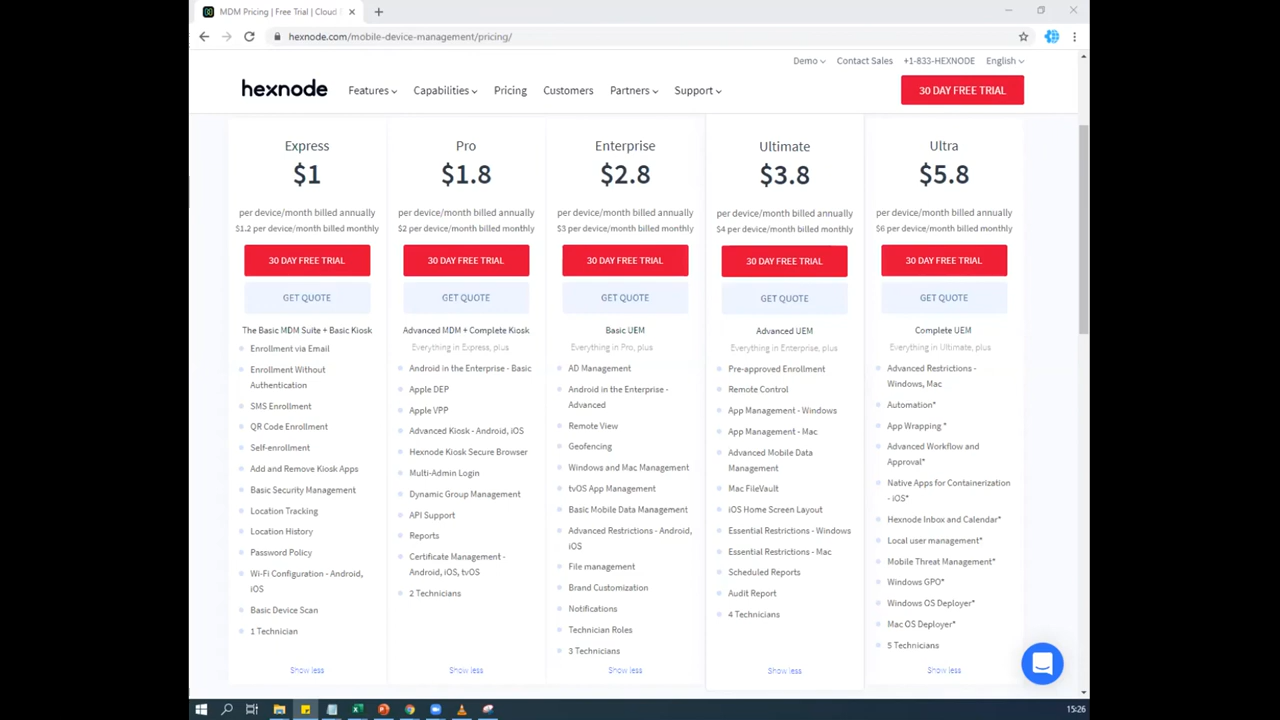 MDM Pricing | Free Trial | Cloud
hexnode.com/mobile-device-management/pricing/
Demo
Contact Sales
+1-833-HEXNODE
English
hexnode
Features
Capabilities
Pricing
Customers
Partners
Support
30 DAY FREE TRIAL
Express
$1
per device/month billed annually
$1.2 per device/month billed monthly
30 DAY FREE TRIAL
GET QUOTE
The Basic MDM Suite + Basic Kiosk
Enrollment via Email
Enrollment Without
Authentication
SMS Enrollment
QR Code Enrollment
Self-enrollment
Add and Remove Kiosk Apps
Basic Security Management
Location Tracking
Location History
Password Policy
Wi-Fi Configuration - Android,
iOS
Basic Device Scan
1 Technician
Show less
Pro
$1.8
per device/month billed annually
$2 per device/month billed monthly
30 DAY FREE TRIAL
GET QUOTE
Advanced MDM + Complete Kiosk
Everything in Express, plus
Android in the Enterprise - Basic
Apple DEP
Apple VPP
Advanced Kiosk - Android, iOS
Hexnode Kiosk Secure Browser
Multi-Admin Login
Dynamic Group Management
API Support
Reports
Certificate Management -
Android, iOS, tvOS
2 Technicians
Show less
Enterprise
$2.8
per device/month billed annually
$3 per device/month billed monthly
30 DAY FREE TRIAL
GET QUOTE
Basic UEM
Everything in Pro, plus
AD Management
Android in the Enterprise -
Advanced
Remote View
Geofencing
Windows and Mac Management
tvOS App Management
Basic Mobile Data Management
Advanced Restrictions - Android,
iOS
File management
Brand Customization
Notifications
Technician Roles
3 Technicians
Show less
Ultimate
$3.8
per device/month billed annually
$4 per device/month billed monthly
30 DAY FREE TRIAL
GET QUOTE
Advanced UEM
Everything in Enterprise, plus
Pre-approved Enrollment
Remote Control
App Management - Windows
App Management - Mac
Advanced Mobile Data
Management
Mac FileVault
iOS Home Screen Layout
Essential Restrictions - Windows
Essential Restrictions - Mac
Scheduled Reports
Audit Report
4 Technicians
Show less
Ultra
$5.8
per device/month billed annually
$6 per device/month billed monthly
30 DAY FREE TRIAL
GET QUOTE
Complete UEM
Everything in Ultimate, plus
Advanced Restrictions -
Windows, Mac
Automation*
App Wrapping *
Advanced Workflow and
Approval*
Native Apps for Containerization
- iOS*
Hexnode Inbox and Calendar*
Local user management*
Mobile Threat Management*
Windows GPO*
Windows OS Deployer*
Mac OS Deployer*
5 Technicians
Show less
15:26